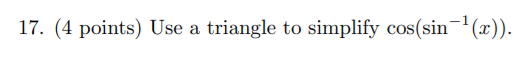 17. (4 points) Use a triangle to simplify cos(sin⁻¹(x)).